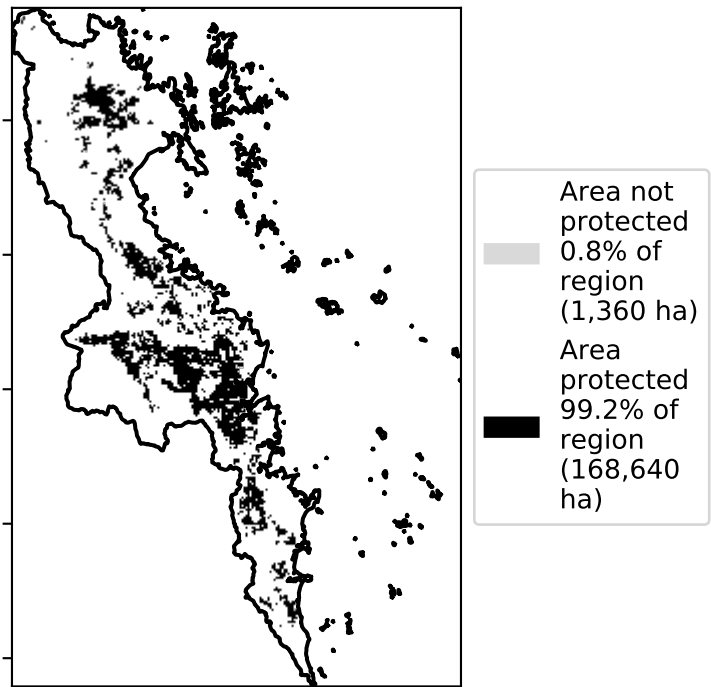 Area not
protected
0.8% of
region
(1,360 ha)
Area
protected
99.2% of
region
(168,640
ha)